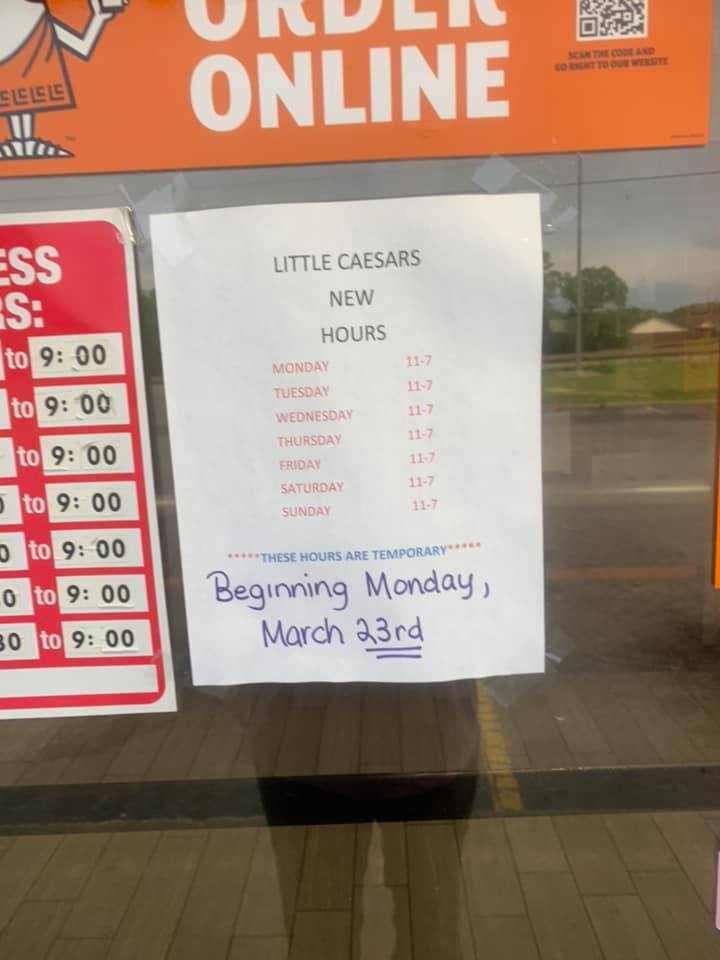 ORDER
ONLINE
SCAN THE CODE AND
GO RIGHT TO OUR WEBSITE
ESS
RS:
to 9:00
to 9:00
to 9:00
to 9:00
0 to 9:00
0 to 9:00
30 to 9:00
LITTLE CAESARS
NEW
HOURS
MONDAY 11-7
TUESDAY 11-7
WEDNESDAY 11-7
THURSDAY 11-7
FRIDAY 11-7
SATURDAY 11-7
SUNDAY 11-7
*****THESE HOURS ARE TEMPORARY*****
Beginning Monday,
March 23rd